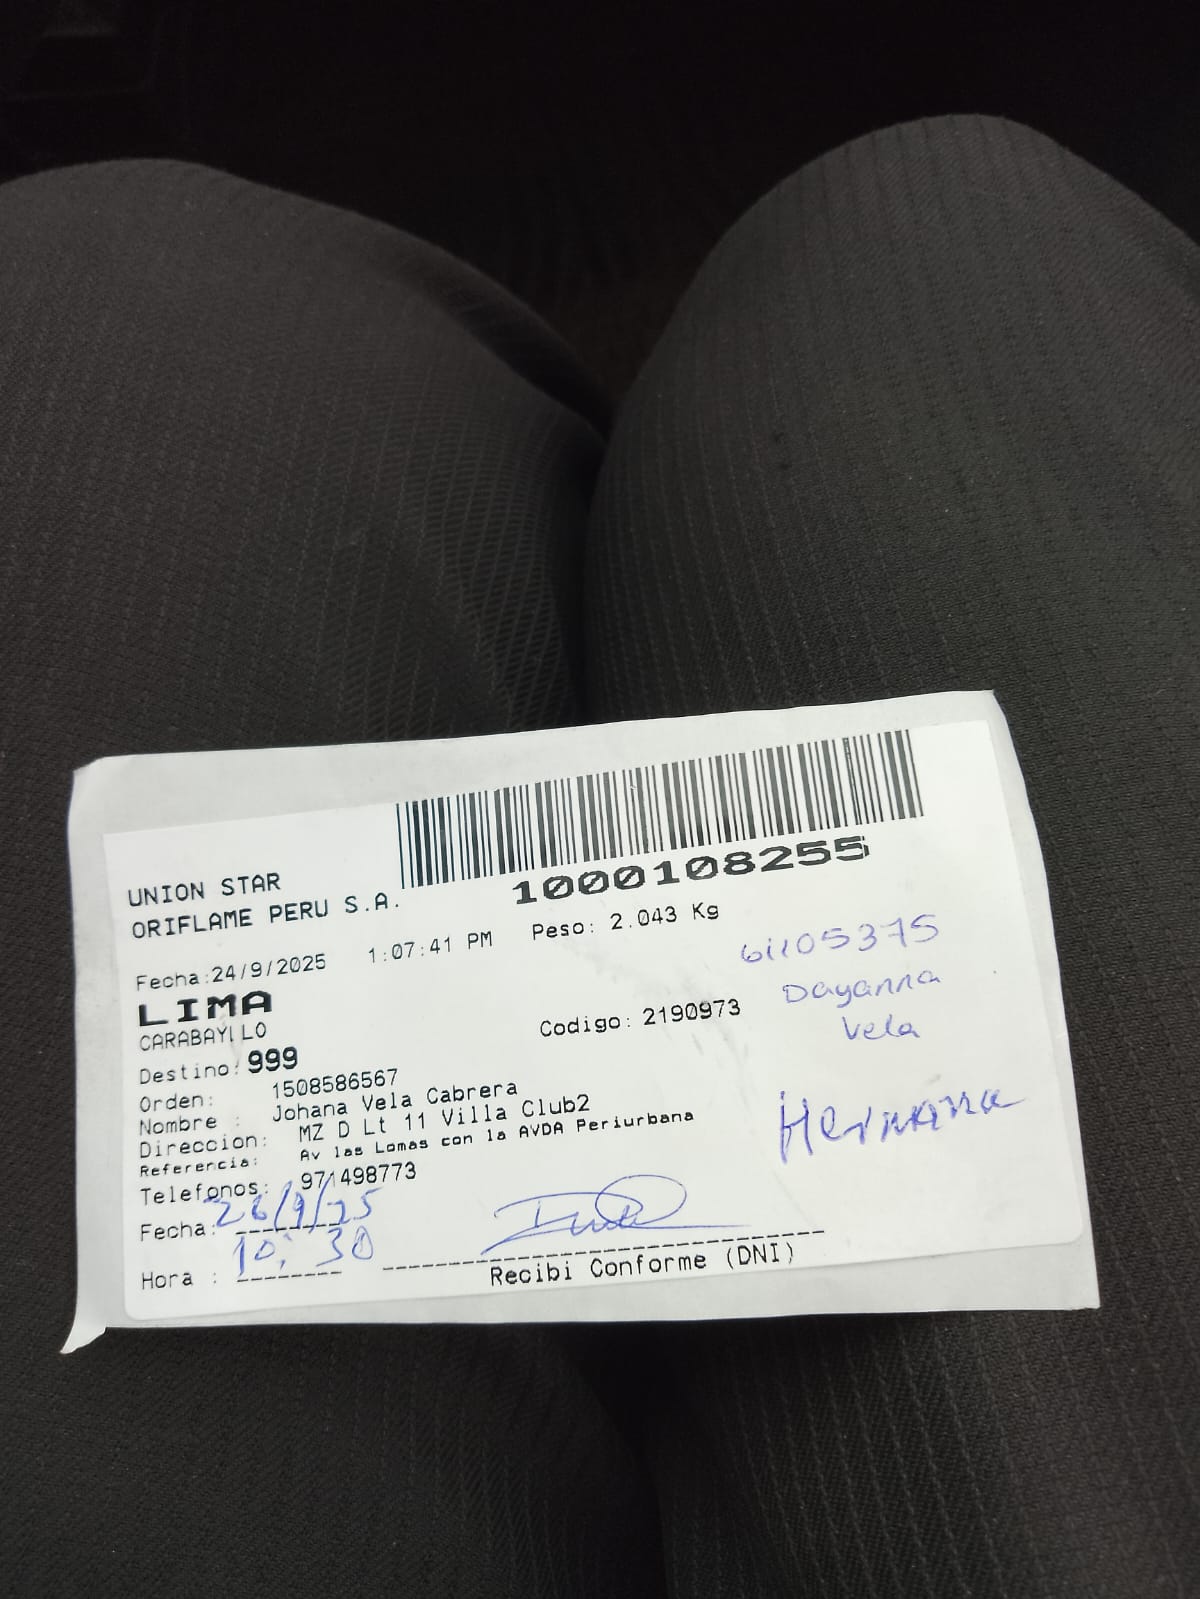 1000108255
UNION STAR
ORIFLAME PERU S.A.
Fecha:24/9/2025 1:07:41 PM Peso: 2.043 Kg
LIMA
CARABAYLLO
Destino: 999 Codigo: 2190973
Orden: 1508586567
Nombre : Johana Vela Cabrera
Direccion: MZ D Lt 11 Villa Club2
Referencia: Av las Lomas con la AVDA Periurbana
Telefonos: 971498773
Fecha: 26/9/25
Hora : 10:30
Recibi Conforme (DNI)
61105375
Dayanna
Vela
Hermana